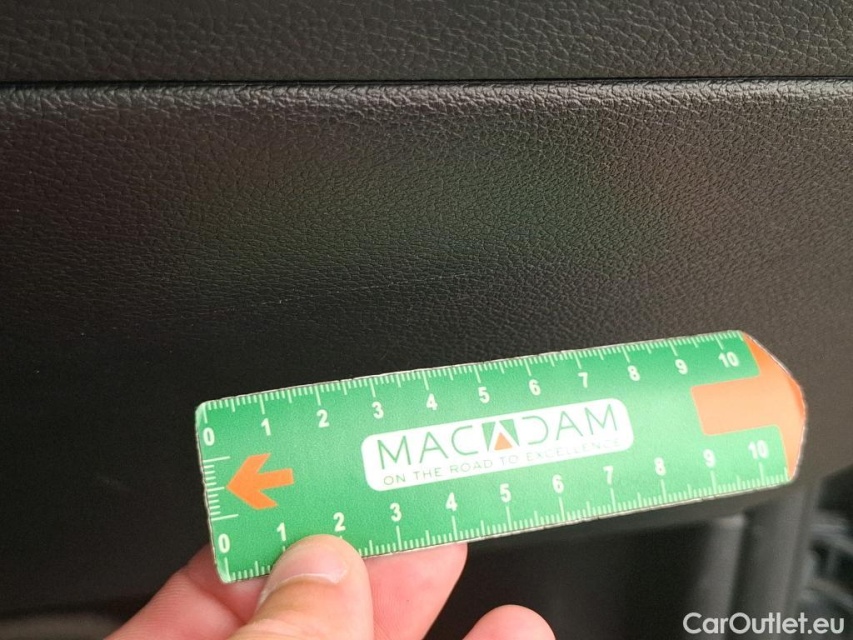 0 1 2 3 4 5 6 7 8 9 10
MACADAM
ON THE ROAD TO EXCELLENCE
0 1 2 3 4 5 6 7 8 9 10
CarOutlet.eu